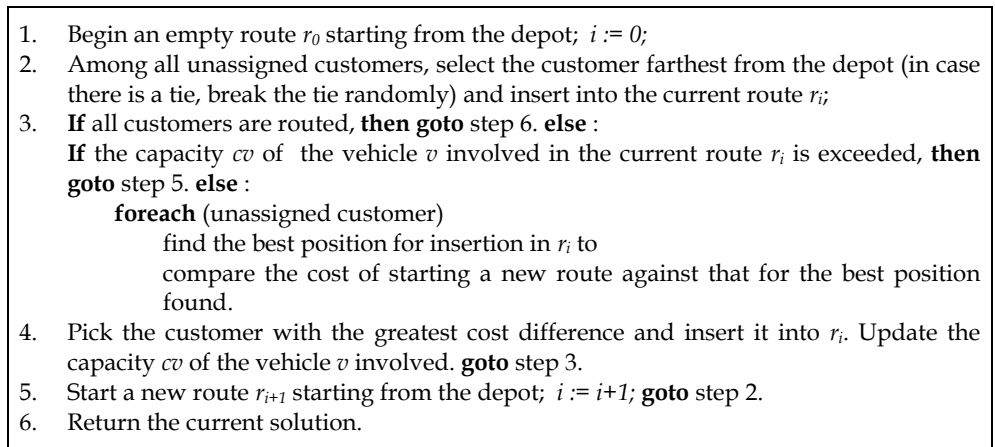 1. Begin an empty route r0 starting from the depot; i := 0;
2. Among all unassigned customers, select the customer farthest from the depot (in case
there is a tie, break the tie randomly) and insert into the current route ri;
3. If all customers are routed, then goto step 6. else :
If the capacity cv of the vehicle v involved in the current route ri is exceeded, then
goto step 5. else :
foreach (unassigned customer)
find the best position for insertion in ri to
compare the cost of starting a new route against that for the best position
found.
4. Pick the customer with the greatest cost difference and insert it into ri. Update the
capacity cv of the vehicle v involved. goto step 3.
5. Start a new route ri+1 starting from the depot; i := i+1; goto step 2.
6. Return the current solution.